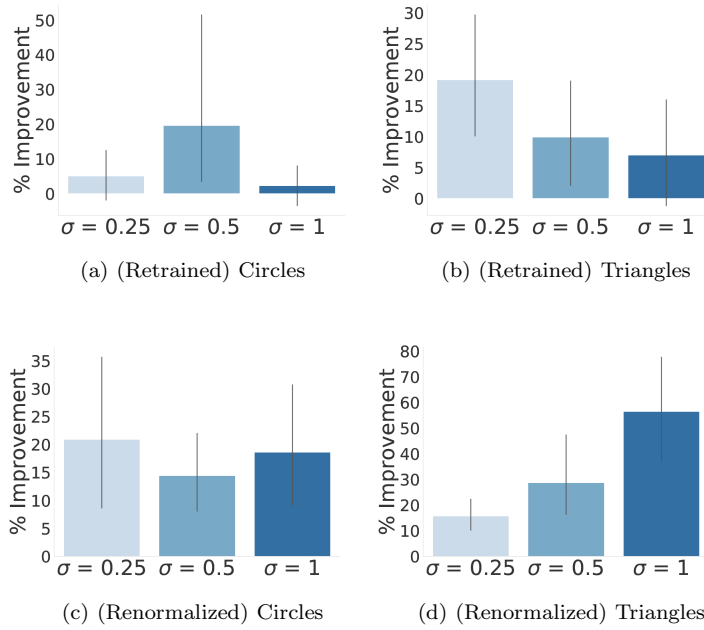 50
40
30
20
10
0
% Improvement
σ = 0.25 σ = 0.5 σ = 1
(a) (Retrained) Circles
30
25
20
15
10
5
0
% Improvement
σ = 0.25 σ = 0.5 σ = 1
(b) (Retrained) Triangles
35
30
25
20
15
10
5
0
% Improvement
σ = 0.25 σ = 0.5 σ = 1
(c) (Renormalized) Circles
80
70
60
50
40
30
20
10
0
% Improvement
σ = 0.25 σ = 0.5 σ = 1
(d) (Renormalized) Triangles